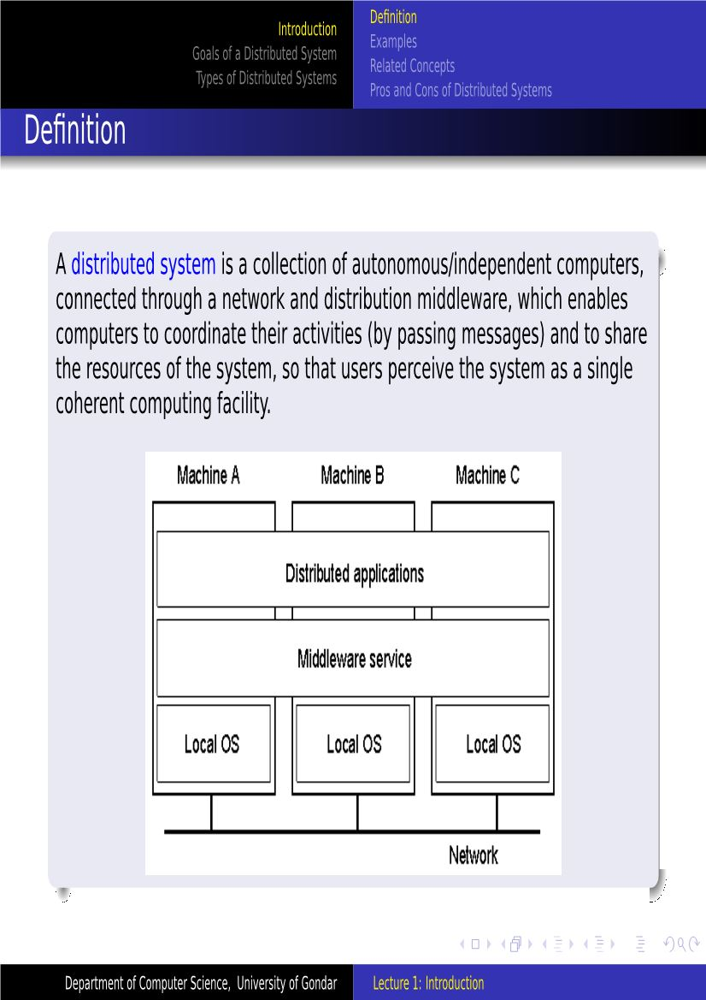 Introduction
Goals of a Distributed System
Types of Distributed Systems
Definition
Examples
Related Concepts
Pros and Cons of Distributed Systems
Definition
A distributed system is a collection of autonomous/independent computers,
connected through a network and distribution middleware, which enables
computers to coordinate their activities (by passing messages) and to share
the resources of the system, so that users perceive the system as a single
coherent computing facility.
Machine A Machine B Machine C
Distributed applications
Middleware service
Local OS Local OS Local OS
Network
Department of Computer Science, University of Gondar Lecture 1: Introduction